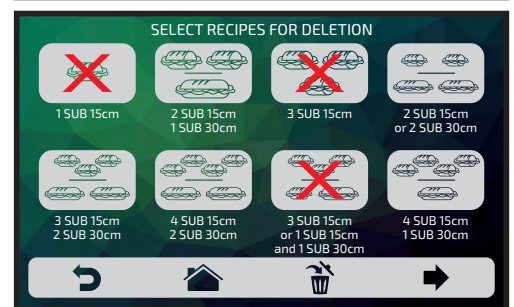 SELECT RECIPES FOR DELETION
1 SUB 15cm
2 SUB 15cm
1 SUB 30cm
3 SUB 15cm
2 SUB 15cm
or 2 SUB 30cm
3 SUB 15cm
2 SUB 30cm
4 SUB 15cm
2 SUB 30cm
3 SUB 15cm
or 1 SUB 15cm
and 1 SUB 30cm
4 SUB 15cm
1 SUB 30cm